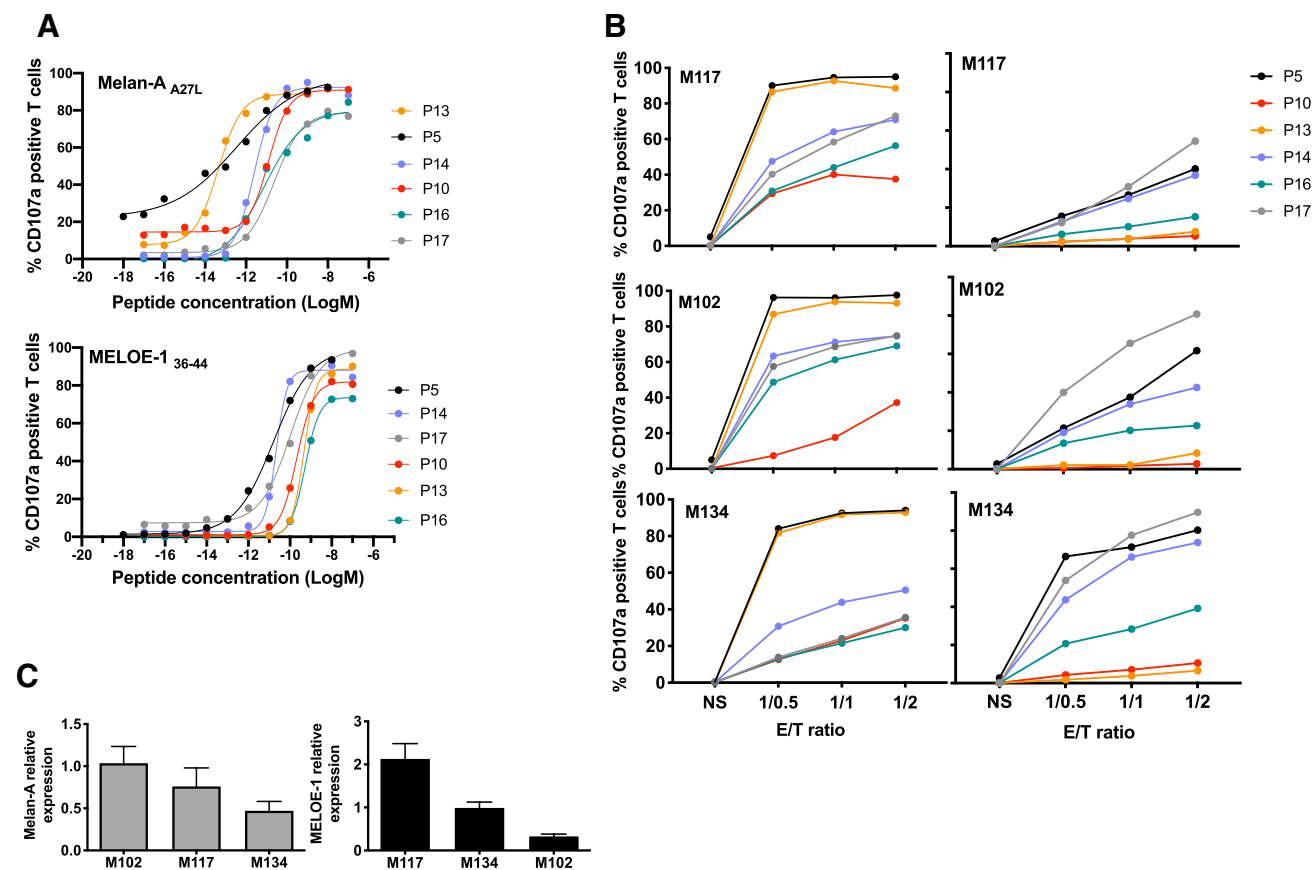 A
Melan-A A27L
% CD107a positive T cells
100
80
60
40
20
0
-20 -18 -16 -14 -12 -10 -8 -6
Peptide concentration (LogM)
P13
P5
P14
P10
P16
P17
MELOE-1 36-44
% CD107a positive T cells
100
80
60
40
20
0
-20 -18 -16 -14 -12 -10 -8 -6
Peptide concentration (LogM)
P5
P14
P17
P10
P13
P16
B
M117
% CD107a positive T cells
100
80
60
40
20
0
M117
P5
P10
P13
P14
P16
P17
M102
% CD107a positive T cells
100
80
60
40
20
0
M102
M134
% CD107a positive T cells
100
80
60
40
20
0
NS 1/0.5 1/1 1/2
E/T ratio
M134
NS 1/0.5 1/1 1/2
E/T ratio
C
Melan-A relative
expression
1.5
1.0
0.5
0.0
M102 M117 M134
MELOE-1 relative
expression
3
2
1
0
M117 M134 M102